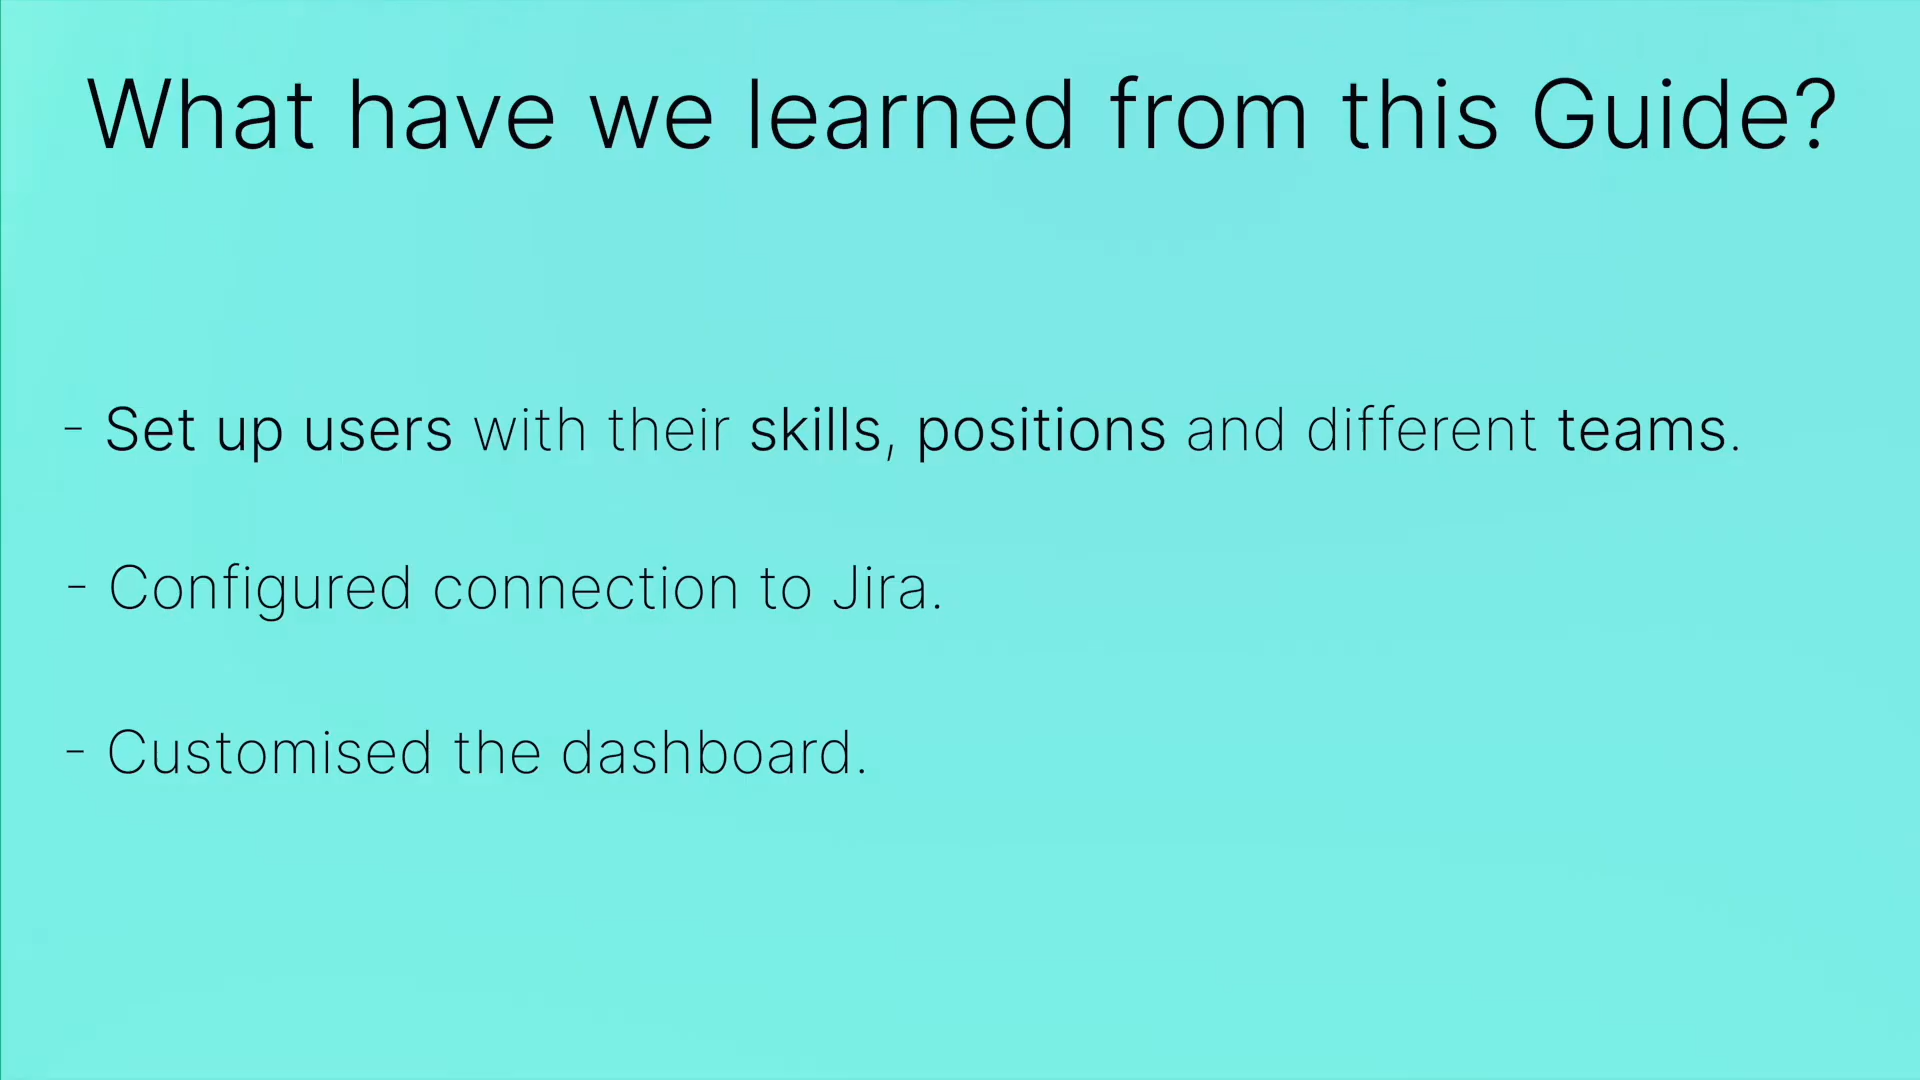 What have we learned from this Guide?
- Set up users with their skills, positions and different teams.
- Configured connection to Jira.
- Customised the dashboard.